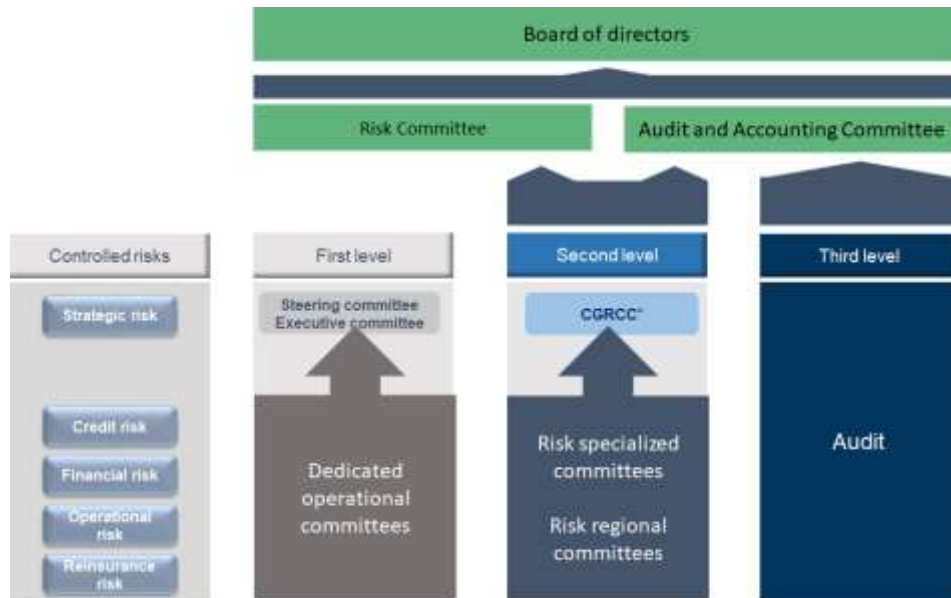 Board of directors
Risk Committee
Audit and Accounting Committee
Controlled risks
First level
Second level
Third level
Strategic risk
Steering committee
Executive committee
CGRCC*
Credit risk
Financial risk
Operational
risk
Reinsurance
risk
Dedicated
operational
committees
Risk specialized
committees
Risk regional
committees
Audit